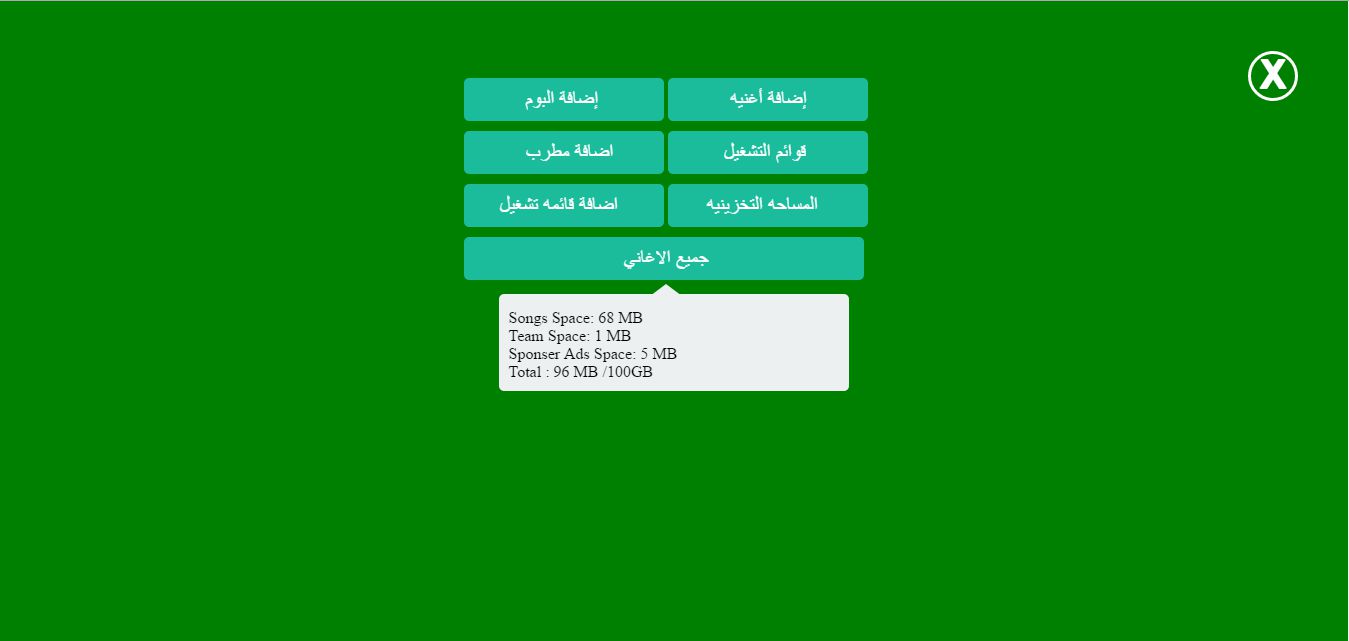 X
إضافة أغنيه
إضافة البوم
قوائم التشغيل
اضافة مطرب
المساحه التخزينيه
اضافة قائمه تشغيل
جميع الاغاني
Songs Space: 68 MB
Team Space: 1 MB
Sponser Ads Space: 5 MB
Total : 96 MB /100GB